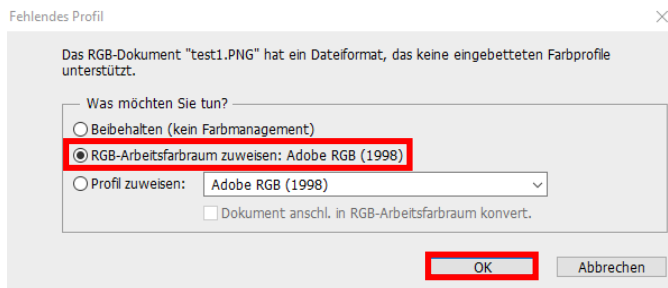 Fehlendes Profil
Das RGB-Dokument "test1.PNG" hat ein Dateiformat, das keine eingebetteten Farbprofile
unterstützt.
Was möchten Sie tun?
Beibehalten (kein Farbmanagement)
RGB-Arbeitsfarbraum zuweisen: Adobe RGB (1998)
Profil zuweisen: Adobe RGB (1998)
Dokument anschl. in RGB-Arbeitsfarbraum konvert.
OK Abbrechen